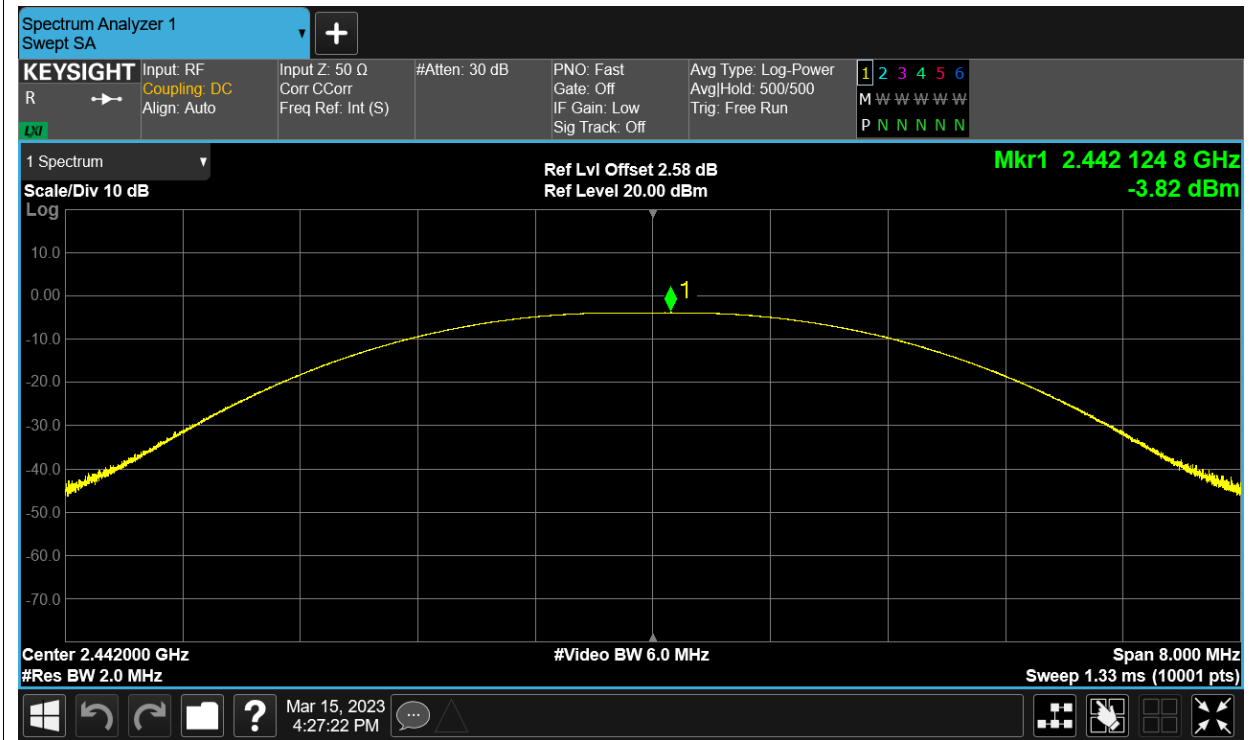 Spectrum Analyzer 1
Swept SA
KEYSIGHT
R
LXI
Input: RF
Coupling: DC
Align: Auto
Input Z: 50 Ω
Corr CCorr
Freq Ref: Int (S)
#Atten: 30 dB
PNO: Fast
Gate: Off
IF Gain: Low
Sig Track: Off
Avg Type: Log-Power
Avg|Hold: 500/500
Trig: Free Run
1 2 3 4 5 6
M W W W W W
P N N N N N
1 Spectrum
Scale/Div 10 dB
Log
Ref Lvl Offset 2.58 dB
Ref Level 20.00 dBm
Mkr1 2.442 124 8 GHz
-3.82 dBm
10.0
0.00
-10.0
-20.0
-30.0
-40.0
-50.0
-60.0
-70.0
1
Center 2.442000 GHz
#Res BW 2.0 MHz
#Video BW 6.0 MHz
Span 8.000 MHz
Sweep 1.33 ms (10001 pts)
?
Mar 15, 2023
4:27:22 PM